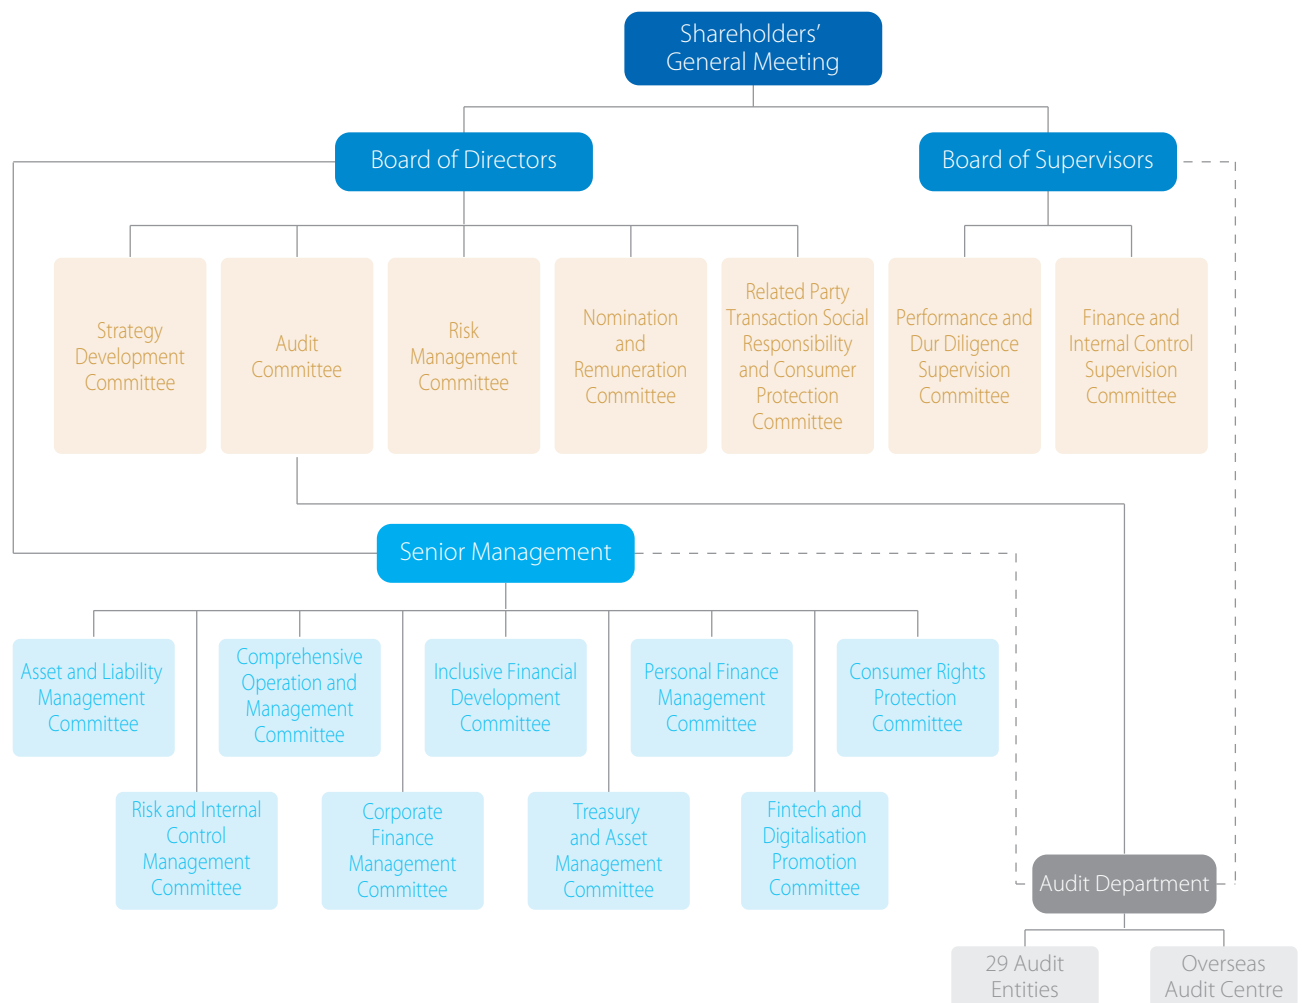 Shareholders'
General Meeting
Board of Directors
Board of Supervisors
Strategy
Development
Committee
Audit
Committee
Risk
Management
Committee
Nomination
and
Remuneration
Committee
Related Party
Transaction Social
Responsibility
and Consumer
Protection
Committee
Performance and
Dur Diligence
Supervision
Committee
Finance and
Internal Control
Supervision
Committee
Senior Management
Asset and Liability
Management
Committee
Comprehensive
Operation and
Management
Committee
Inclusive Financial
Development
Committee
Personal Finance
Management
Committee
Consumer Rights
Protection
Committee
Risk and Internal
Control
Management
Committee
Corporate
Finance
Management
Committee
Treasury
and Asset
Management
Committee
Fintech and
Digitalisation
Promotion
Committee
Audit Department
29 Audit
Entities
Overseas
Audit Centre